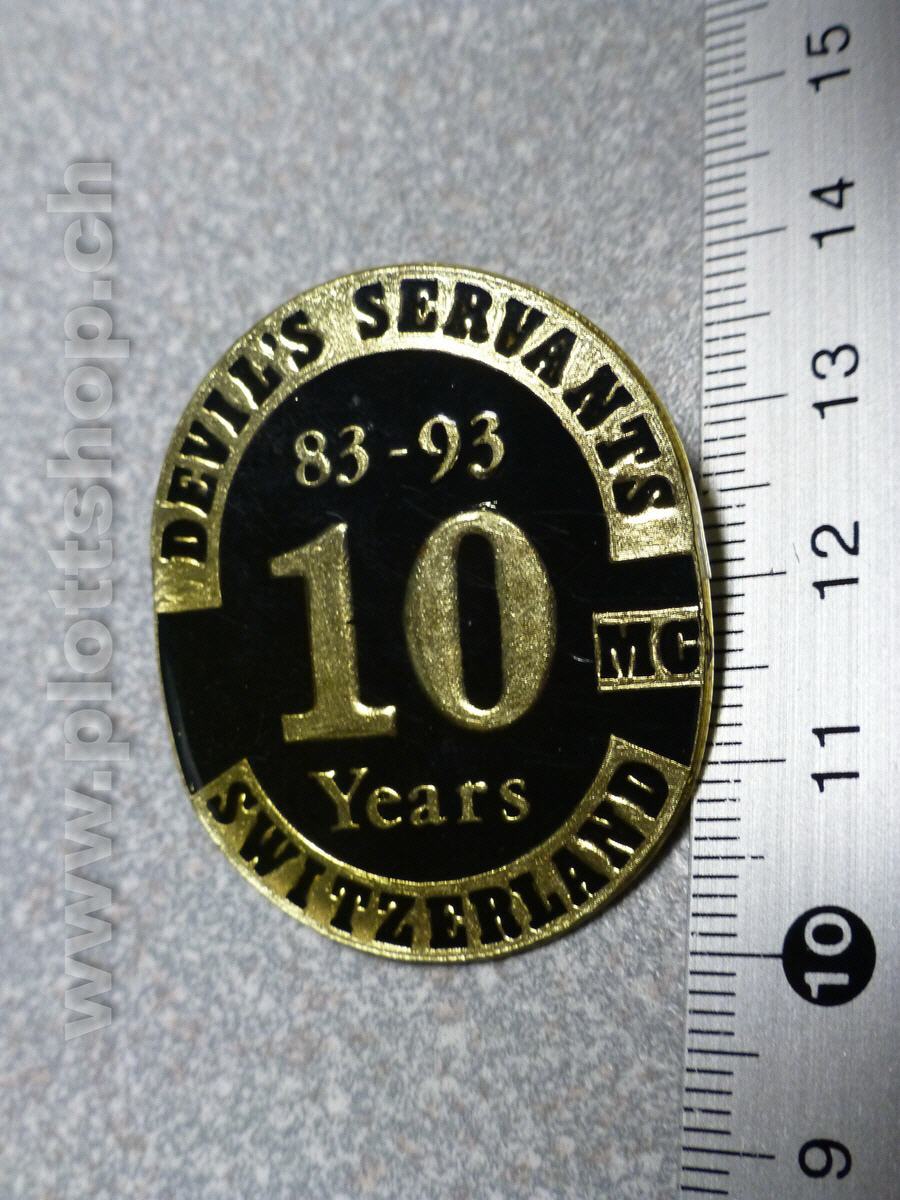 DEVIL'S SERVANTS
83-93
10
MC
Years
SWITZERLAND
15
14
13
12
11
10
9
www.plottshop.ch